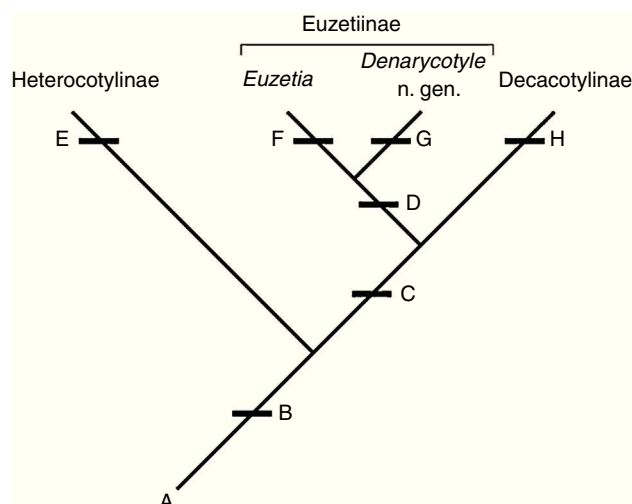 Euzetiinae
Heterocotylinae
Euzetia
Denarycotyle
n. gen.
Decacotylinae
E
F
G
H
D
C
B
A